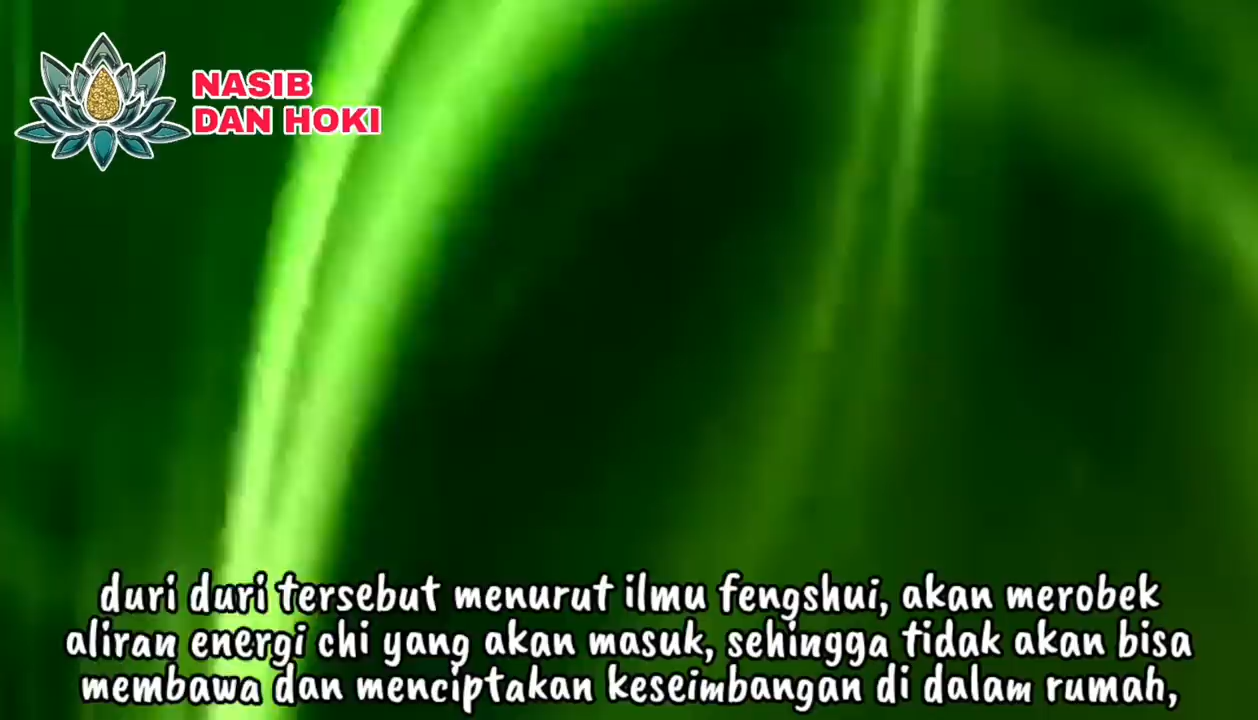 NASIB
DAN HOKI
duri duri tersebut menurut ilmu fengshui, akan merobek
aliran energi chi yang akan masuk, sehingga tidak akan bisa
membawa dan menciptakan keseimbangan di dalam rumah,